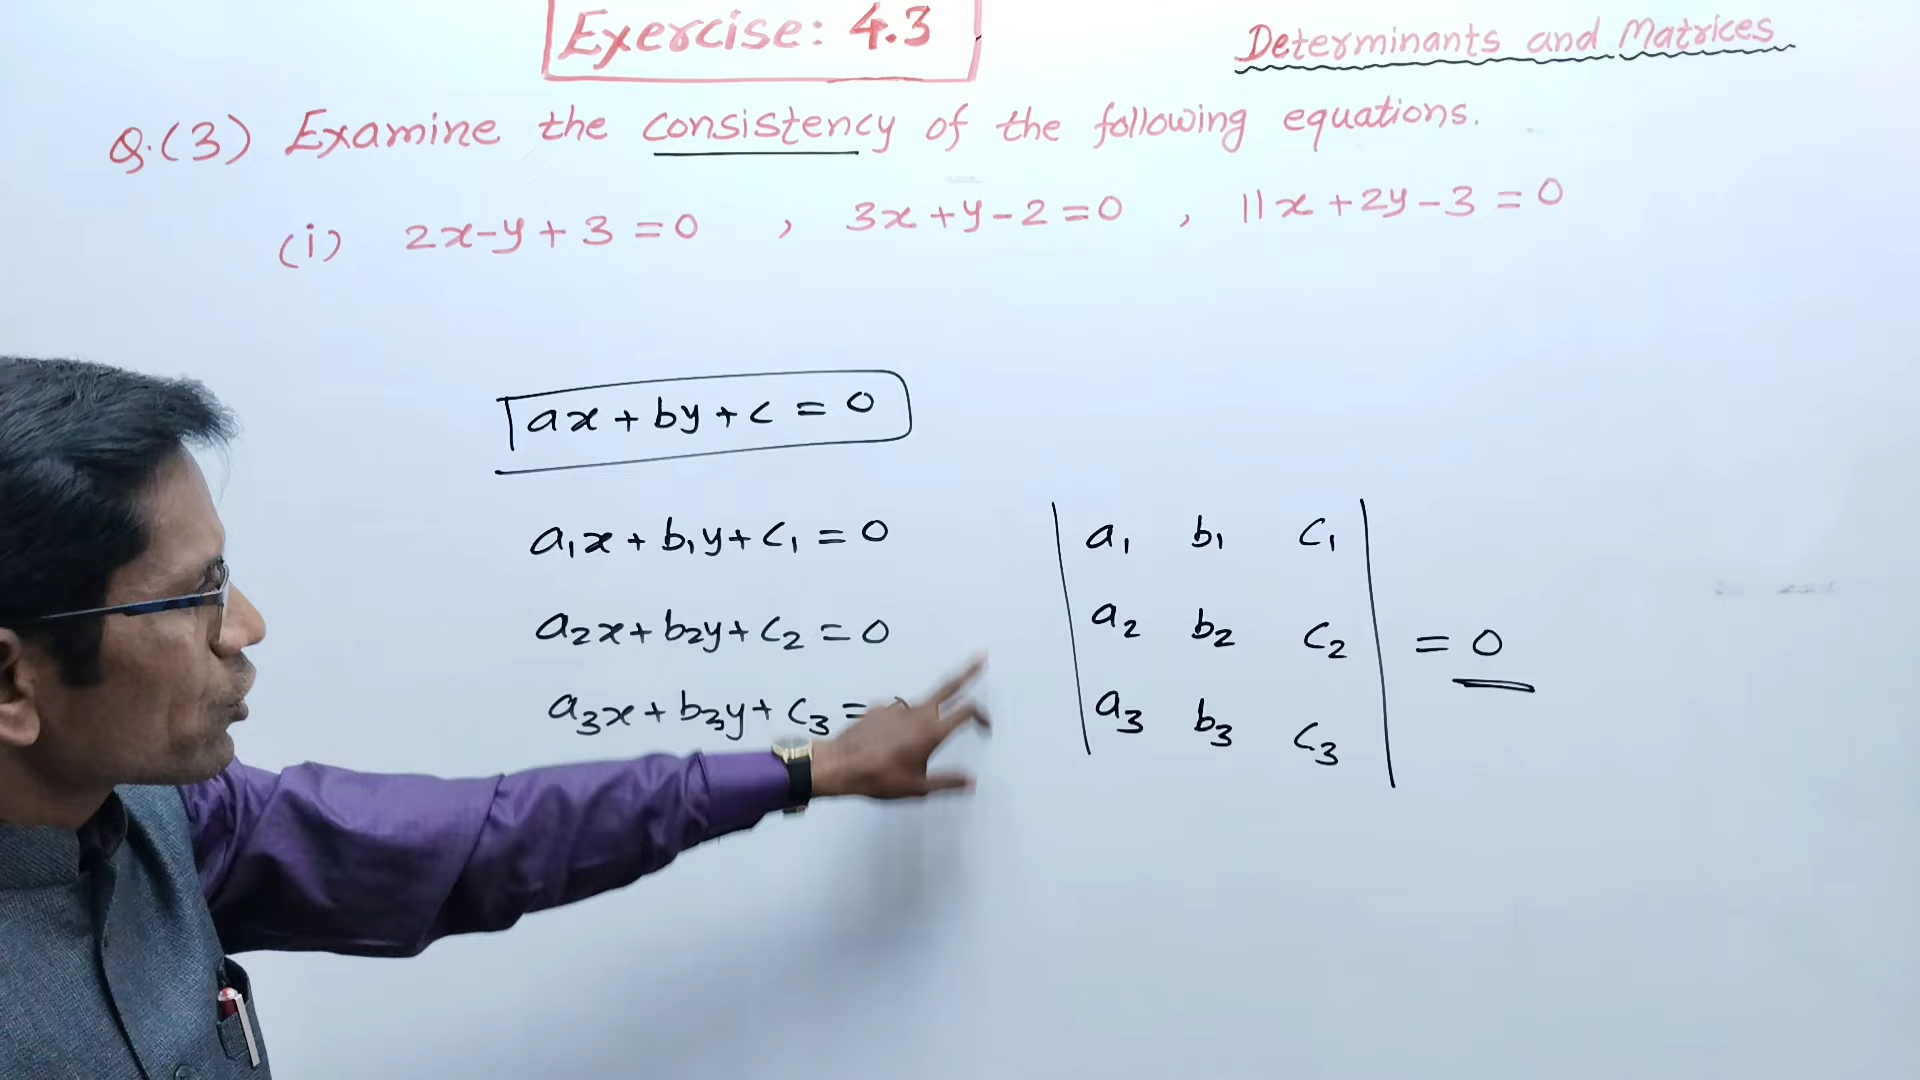 Exercise: 4.3
Determinants and Matrices
Q.(3) Examine the consistency of the following equations.
(i) 2x-y+3=0 , 3x+y-2=0 , 11x+2y-3=0
ax+by+c=0
a₁x+b₁y+c₁=0
a₂x+b₂y+c₂=0
a₃x+b₃y+c₃=
a₁ b₁ c₁
a₂ b₂ c₂ = 0
a₃ b₃ c₃